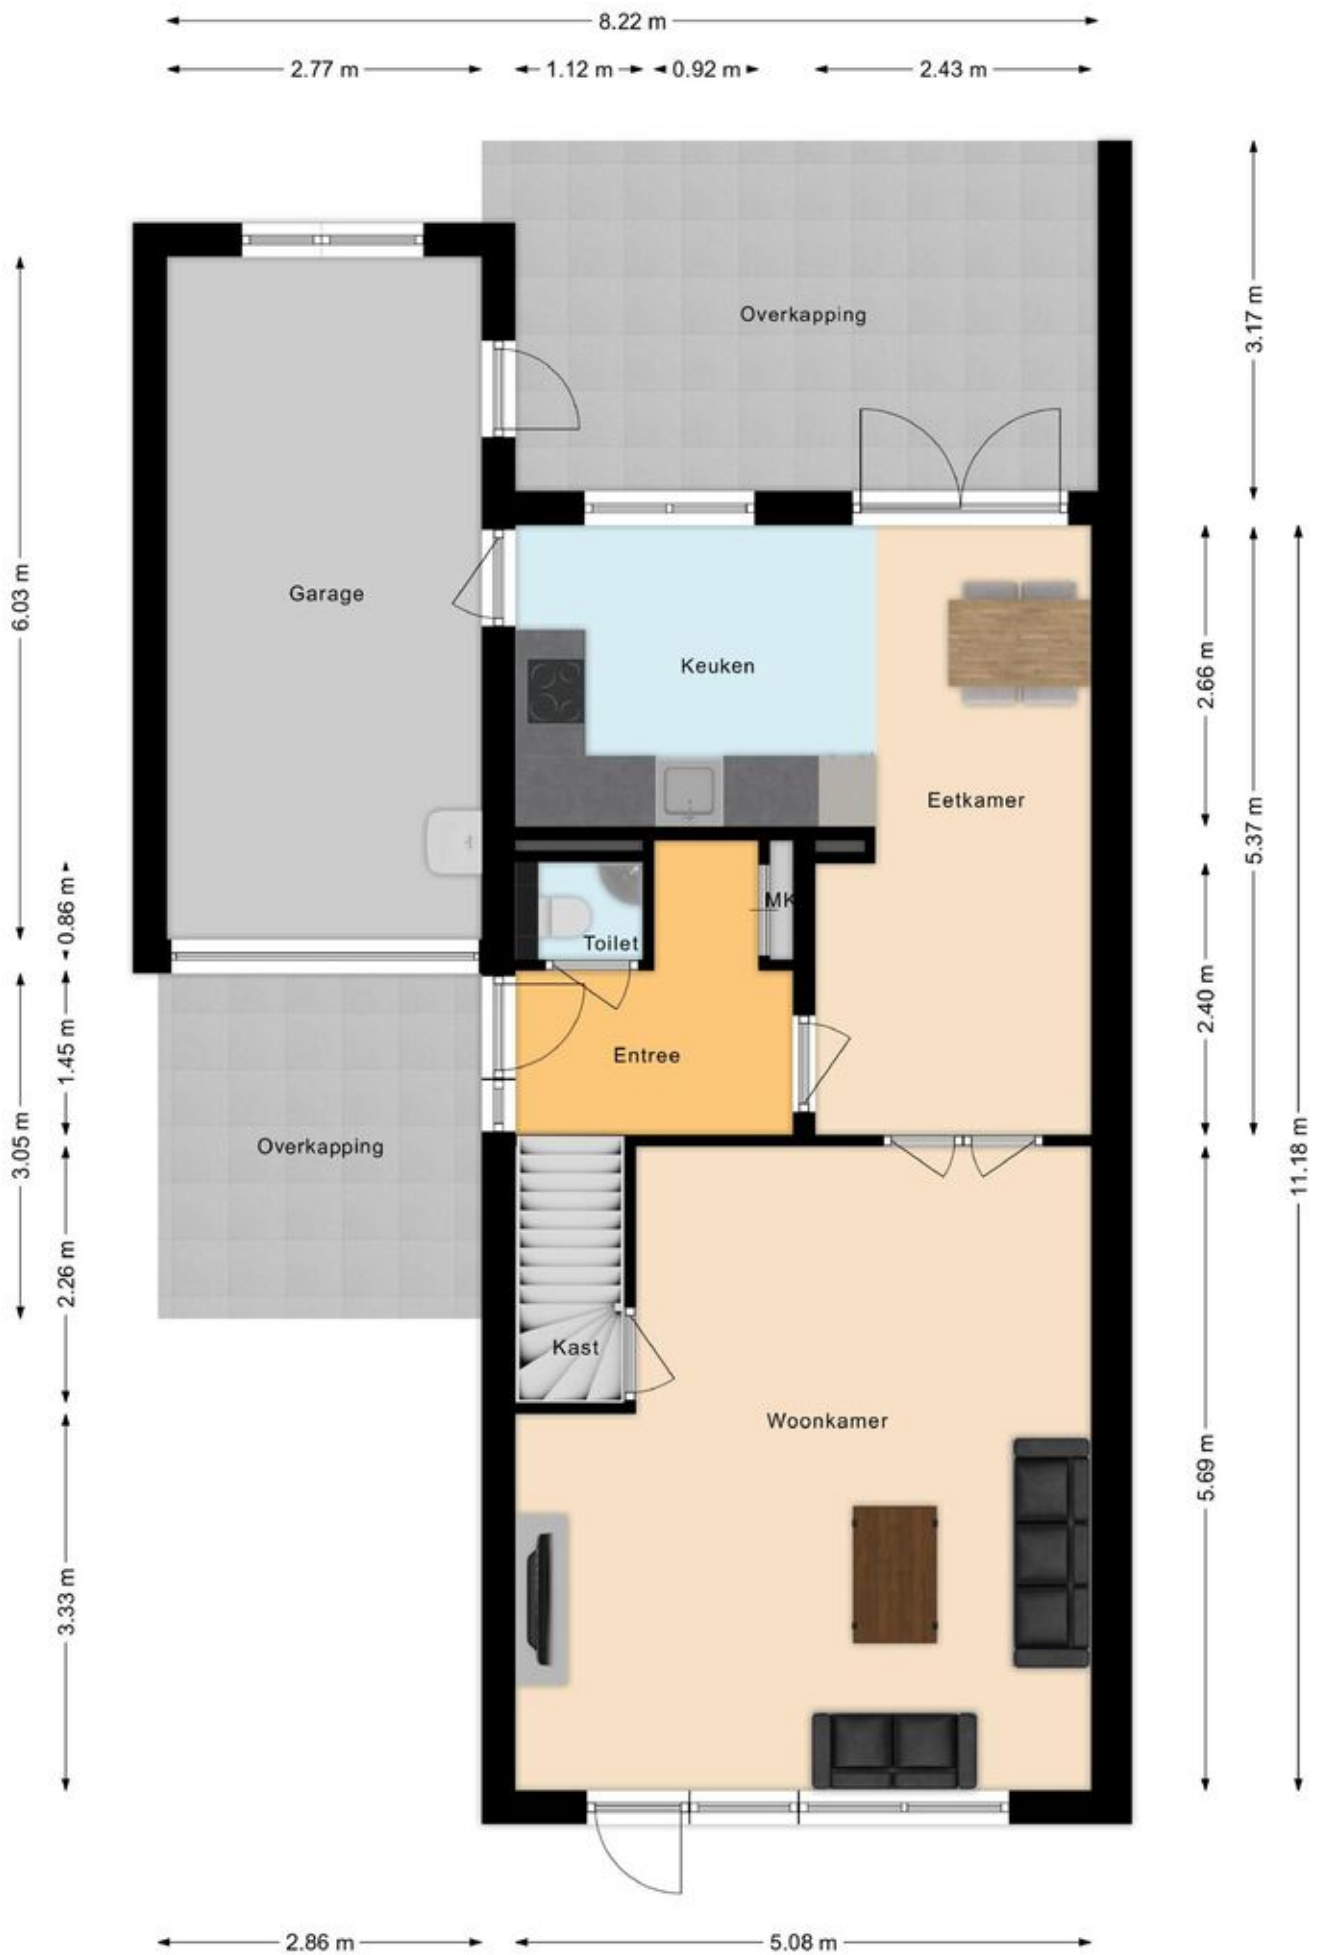 8.22 m
2.77 m
1.12 m
0.92 m
2.43 m
Overkapping
3.17 m
Garage
6.03 m
Keuken
2.66 m
Eetkamer
5.37 m
0.86 m
MK
Toilet
2.40 m
1.45 m
Entree
Overkapping
3.05 m
11.18 m
2.26 m
Kast
Woonkamer
5.69 m
3.33 m
2.86 m
5.08 m